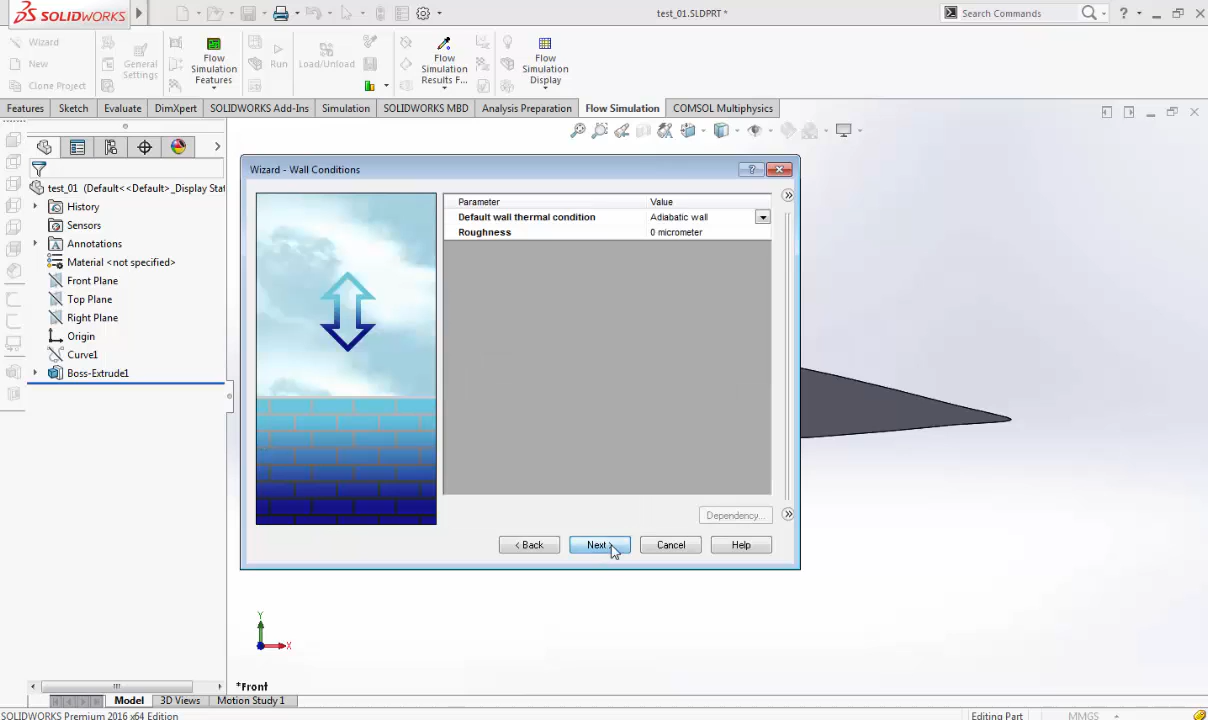 SOLIDWORKS
test_01.SLDPRT *
Search Commands
?
Wizard
New
Clone Project
General
Settings
Flow
Simulation
Features
Run
Load/Unload
Flow
Simulation
Results F...
Flow
Simulation
Display
Features
Sketch
Evaluate
DimXpert
SOLIDWORKS Add-Ins
Simulation
SOLIDWORKS MBD
Analysis Preparation
Flow Simulation
COMSOL Multiphysics
test_01 (Default<<Default>_Display Stat
History
Sensors
Annotations
Material <not specified>
Front Plane
Top Plane
Right Plane
Origin
Curve1
Boss-Extrude1
Wizard - Wall Conditions
?
Parameter Value
Default wall thermal condition Adiabatic wall
Roughness 0 micrometer
Dependency...
< Back
Next >
Cancel
Help
Y
X
*Front
Model
3D Views
Motion Study 1
SOLIDWORKS Premium 2016 x64 Edition
Editing Part
MMGS